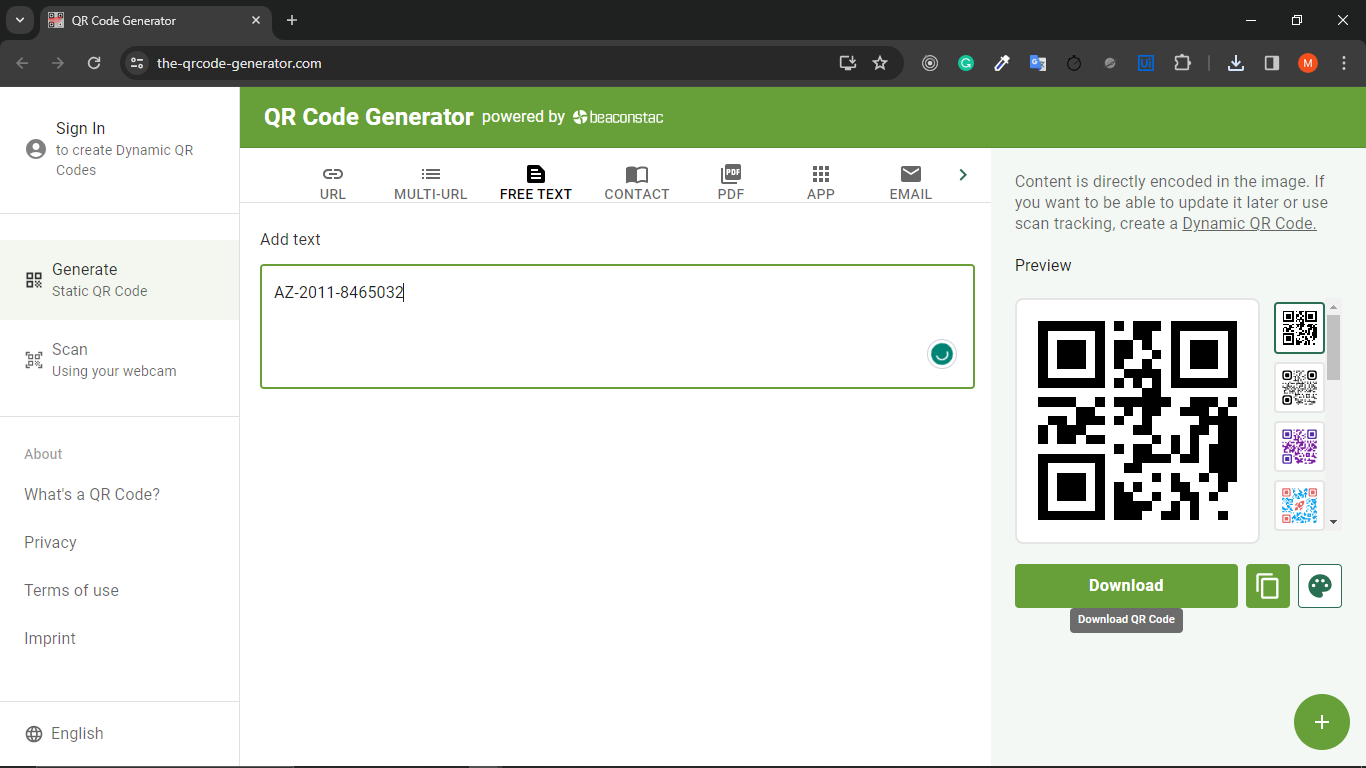 QR Code Generator
the-qrcode-generator.com
M
Sign In
to create Dynamic QR
Codes
Generate
Static QR Code
Scan
Using your webcam
About
What's a QR Code?
Privacy
Terms of use
Imprint
English
QR Code Generator powered by beaconstac
URL
MULTI-URL
FREE TEXT
CONTACT
PDF
PDF
APP
EMAIL
Add text
AZ-2011-8465032
Content is directly encoded in the image. If
you want to be able to update it later or use
scan tracking, create a Dynamic QR Code.
Preview
Download
Download QR Code